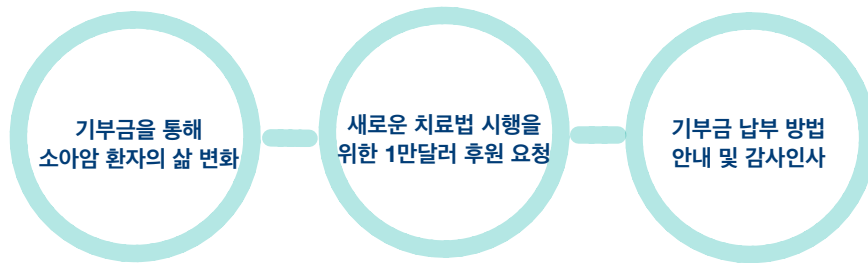 기부금을 통해
소아암 환자의 삶 변화
새로운 치료법 시행을
위한 1만달러 후원 요청
기부금 납부 방법
안내 및 감사인사